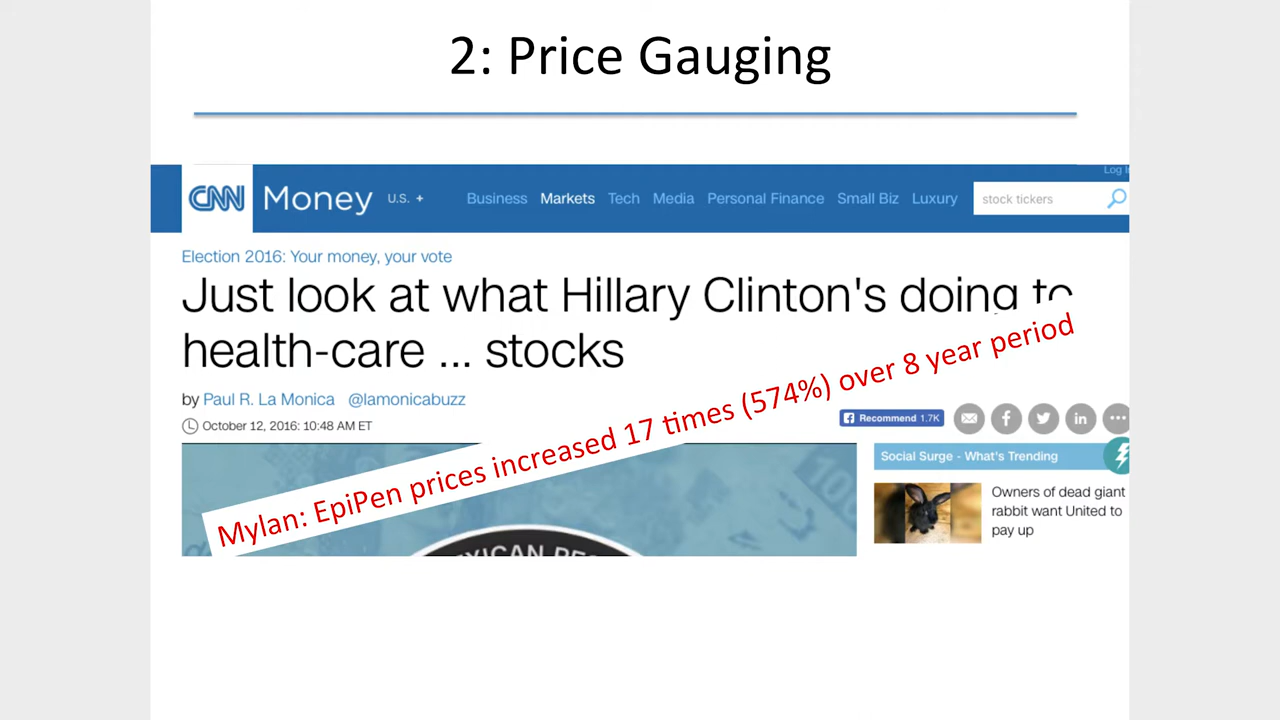 2: Price Gauging
Log I
CNN Money U.S. + Business Markets Tech Media Personal Finance Small Biz Luxury stock tickers
Election 2016: Your money, your vote
Just look at what Hillary Clinton's doing to
health-care ... stocks
by Paul R. La Monica @lamonicabuzz
October 12, 2016: 10:48 AM ET
Mylan: EpiPen prices increased 17 times (574%) over 8 year period
Recommend 1.7K
Social Surge - What's Trending
Owners of dead giant
rabbit want United to
pay up